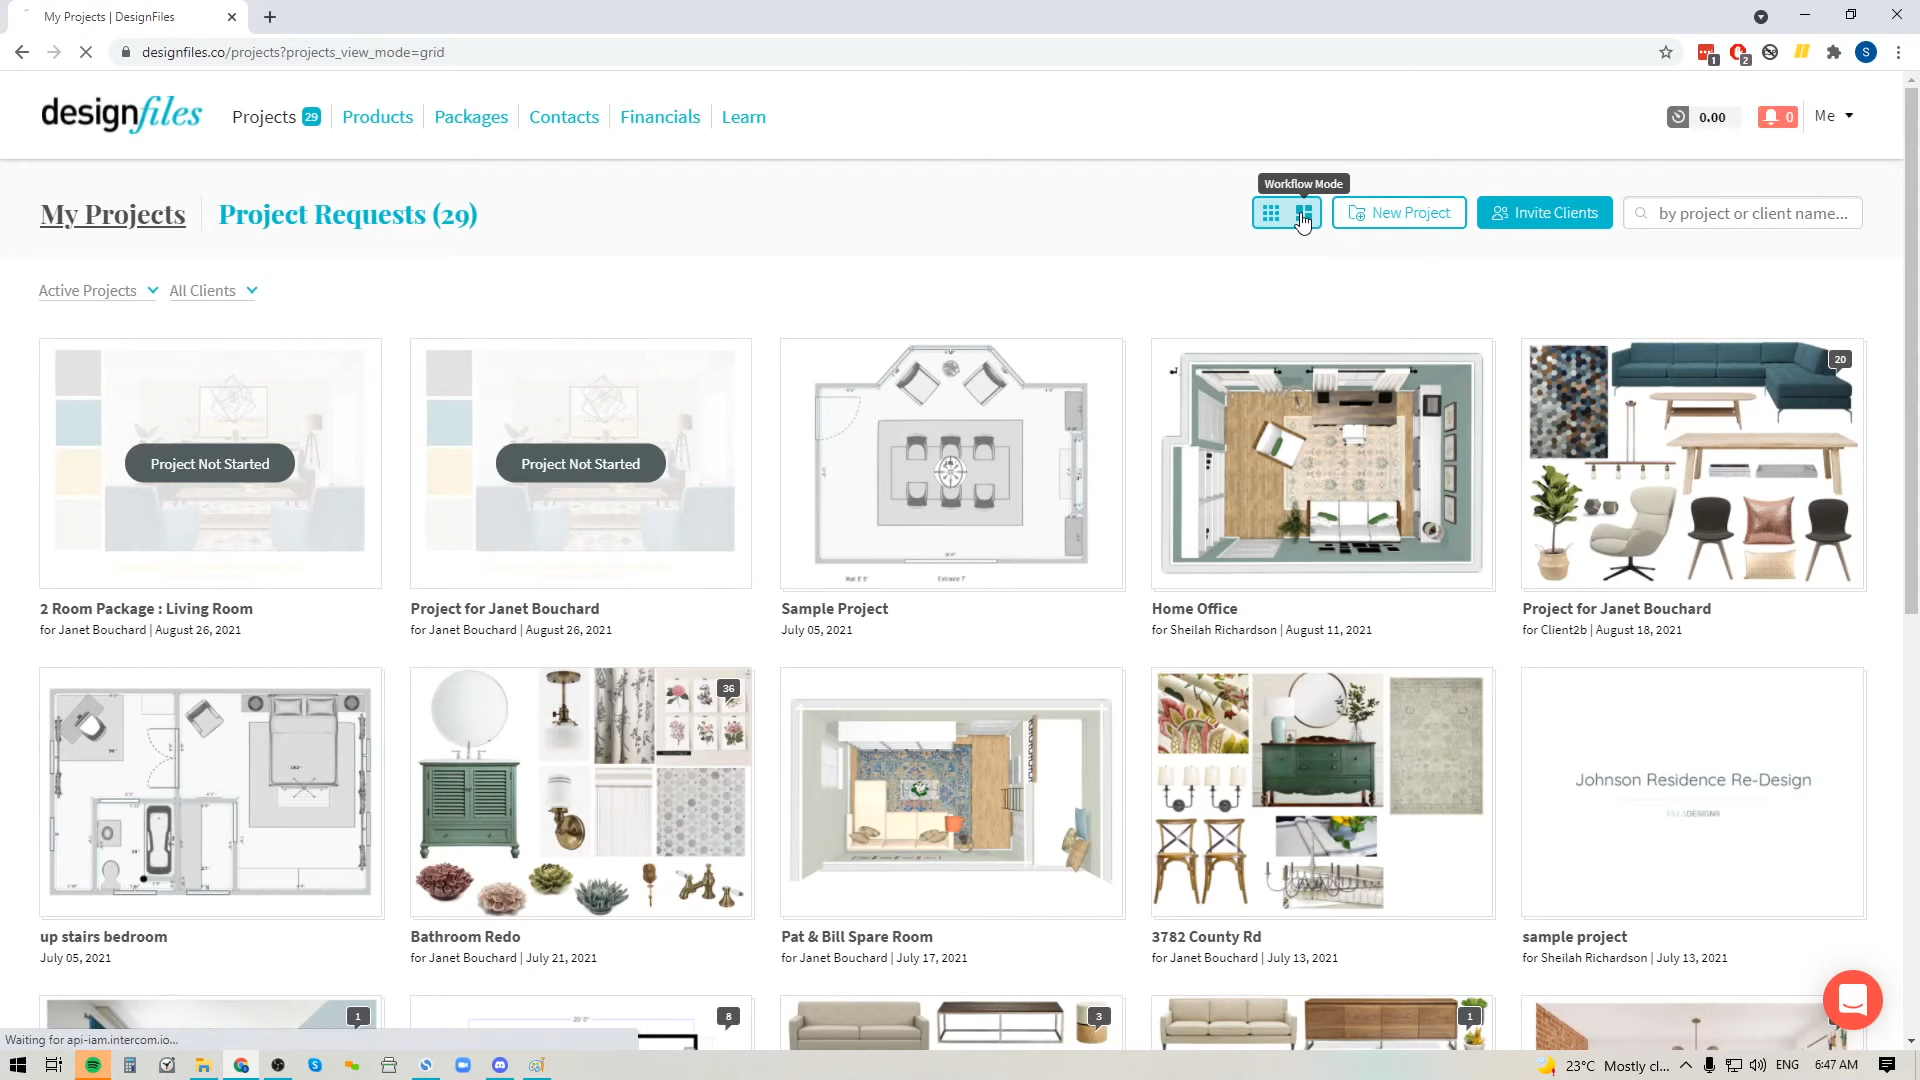 My Projects | DesignFiles
designfiles.co/projects?projects_view_mode=grid
1
2
S
designfiles
Projects 29
Products
Packages
Contacts
Financials
Learn
0.00
0
Me
My Projects
Project Requests (29)
Workflow Mode
New Project
Invite Clients
by project or client name...
Active Projects
All Clients
Project Not Started
Project Not Started
20
2 Room Package : Living Room
for Janet Bouchard | August 26, 2021
Project for Janet Bouchard
for Janet Bouchard | August 26, 2021
Sample Project
July 05, 2021
Home Office
for Sheilah Richardson | August 11, 2021
Project for Janet Bouchard
for Client2b | August 18, 2021
36
Johnson Residence Re-Design
ELLADESIGNS
up stairs bedroom
July 05, 2021
Bathroom Redo
for Janet Bouchard | July 21, 2021
Pat & Bill Spare Room
for Janet Bouchard | July 17, 2021
3782 County Rd
for Janet Bouchard | July 13, 2021
sample project
for Sheilah Richardson | July 13, 2021
1
8
3
1
Waiting for api-iam.intercom.io...
23°C Mostly cl...
ENG
6:47 AM